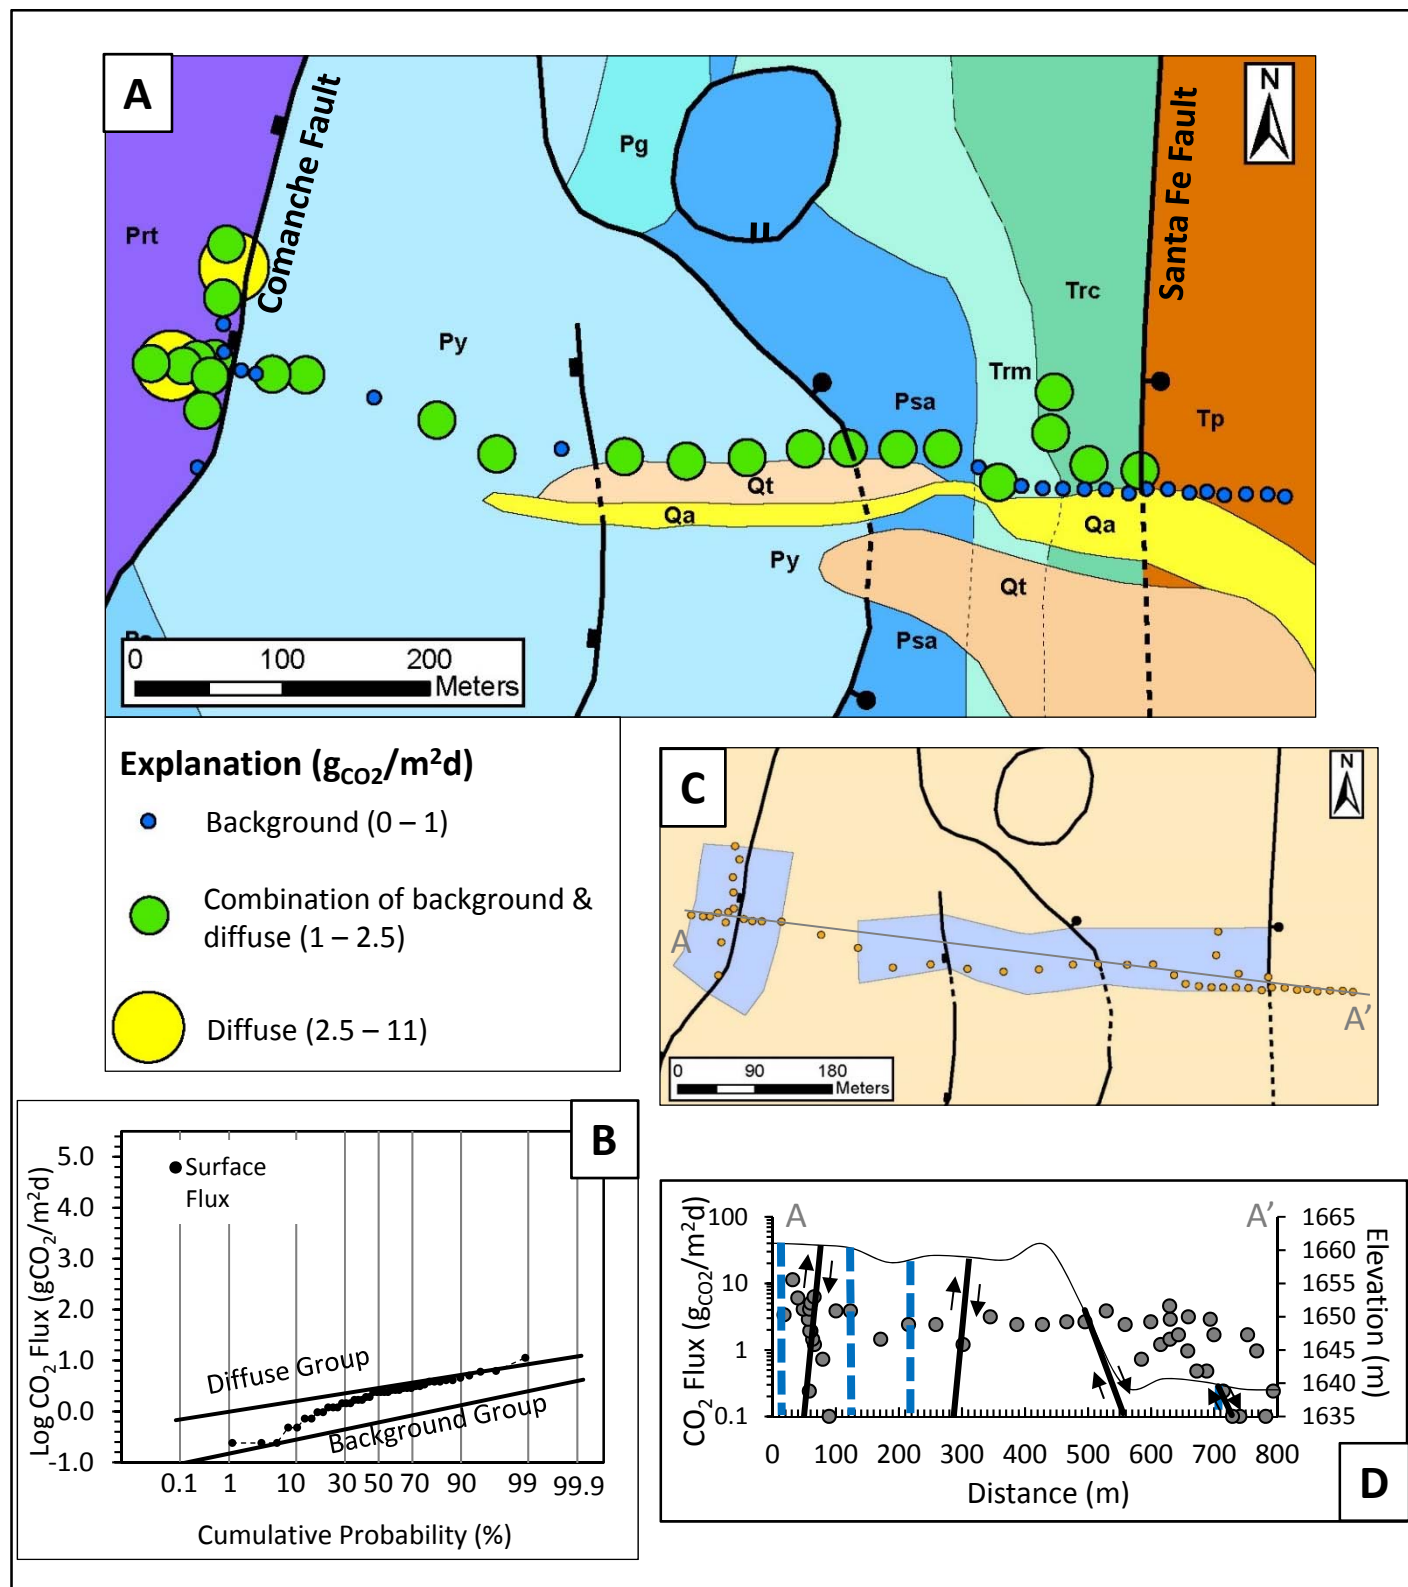 A
N
Comanche Fault
Santa Fe Fault
Pg
Prt
Trc
Py
Trm
Psa
Tp
Qt
Qa
Qa
Py
Qt
Psa
0 100 200
Meters
Explanation (gCO2/m²d)
Background (0 – 1)
Combination of background &
diffuse (1 – 2.5)
Diffuse (2.5 – 11)
C
N
A
A’
0 90 180
Meters
B
Log CO2 Flux (gCO2/m²d)
5.0
4.0
3.0
2.0
1.0
0.0
-1.0
Surface
Flux
Diffuse Group
Background Group
0.1 1 10 30 50 70 90 99 99.9
Cumulative Probability (%)
CO2 Flux (gCO2/m²d)
100
10
1
0.1
A
A’
1665
1660
1655
1650
1645
1640
1635
Elevation (m)
0 100 200 300 400 500 600 700 800
Distance (m)
D